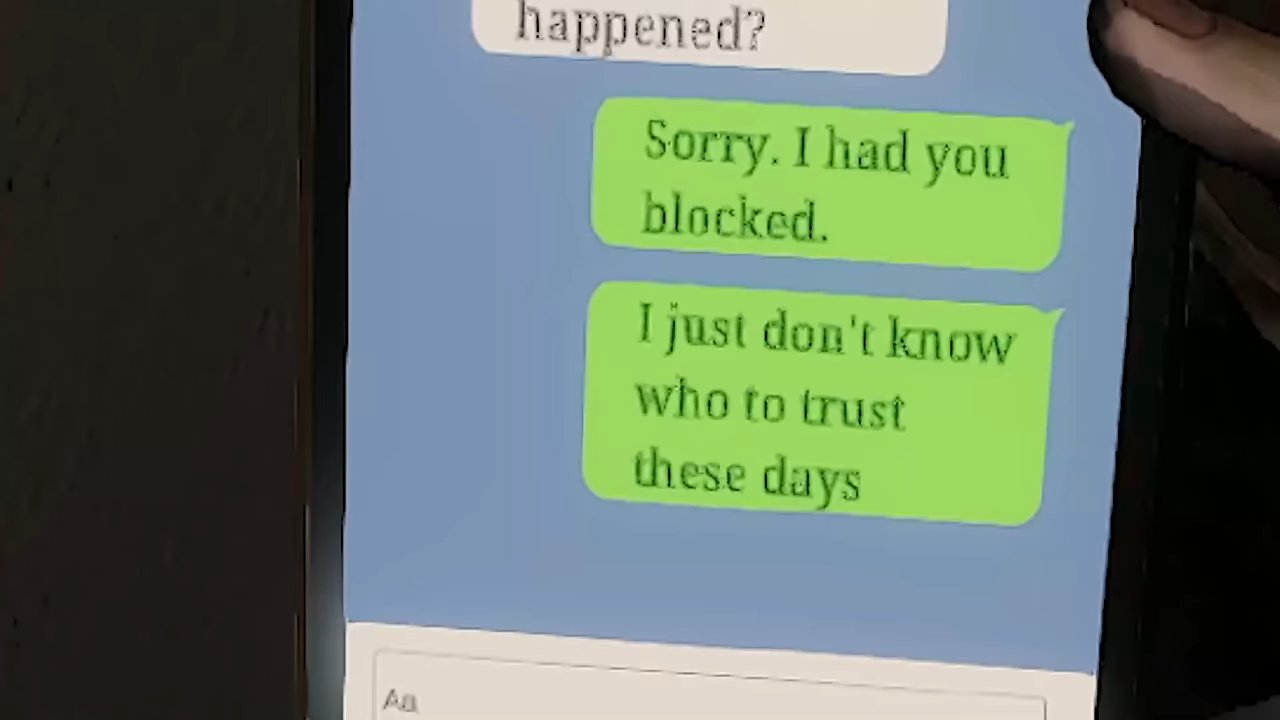 happened?
Sorry. I had you
blocked.
I just don't know
who to trust
these days
Aa